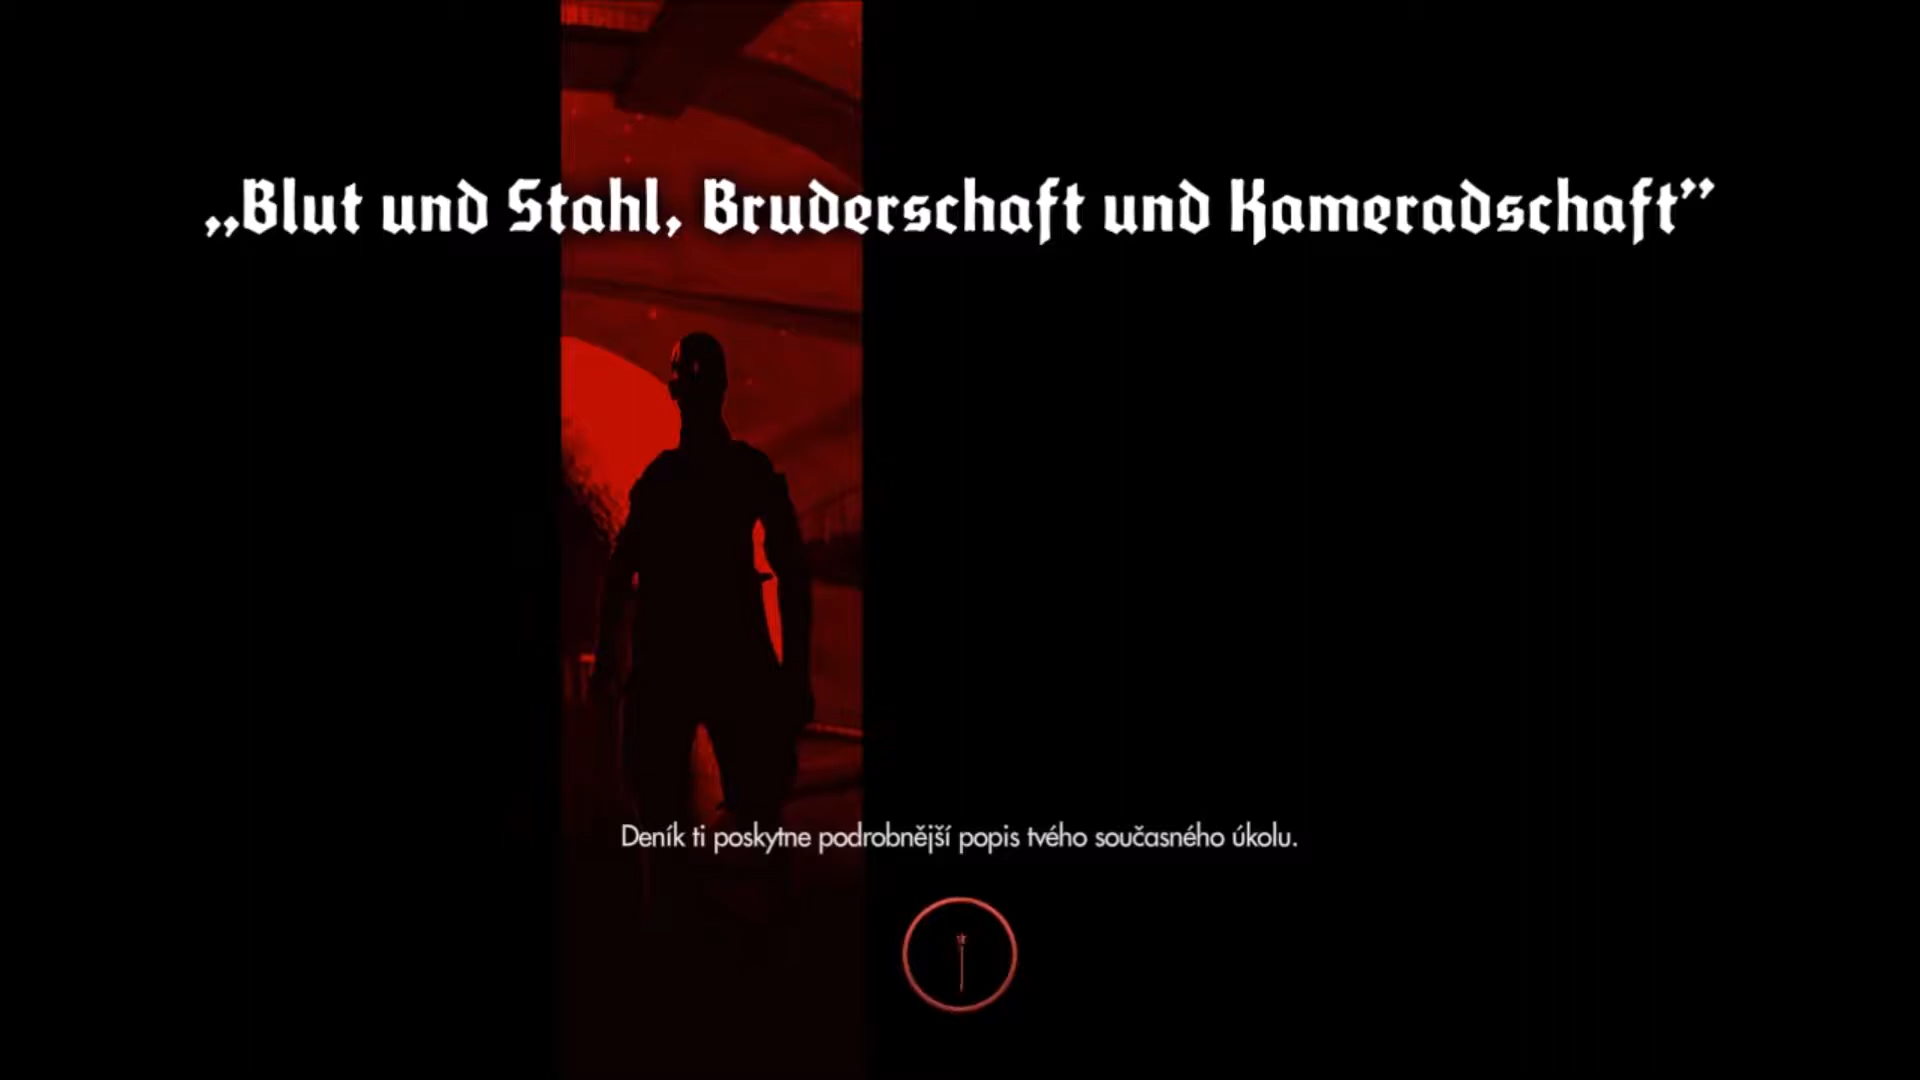 „Blut und Stahl, Bruderschaft und Kameradschaft”
Deník ti poskytne podrobnější popis tvého současného úkolu.